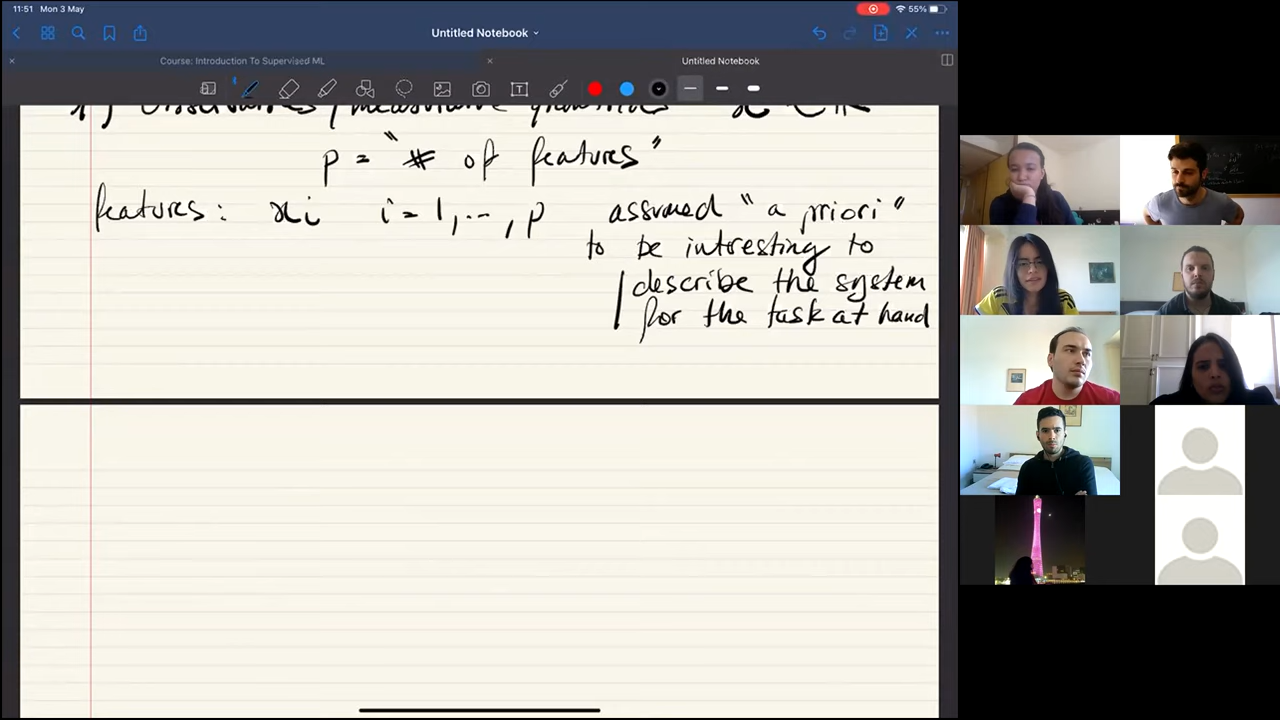 11:51 Mon 3 May
55%
Untitled Notebook
Course: Introduction To Supervised ML
Untitled Notebook
p = "# of features"
features: xi i = 1, ..., p assumed "a priori"
to be intresting to
describe the system
for the task at hand